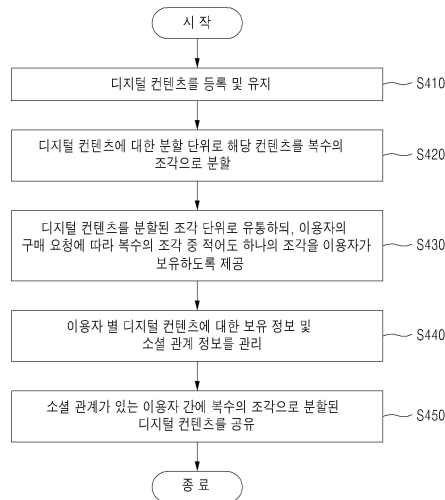 시 작
디지털 컨텐츠를 등록 및 유지
S410
디지털 컨텐츠에 대한 분할 단위로 해당 컨텐츠를 복수의
조각으로 분할
S420
디지털 컨텐츠를 분할된 조각 단위로 유통하되, 이용자의
구매 요청에 따라 복수의 조각 중 적어도 하나의 조각을 이용자가
보유하도록 제공
S430
이용자 별 디지털 컨텐츠에 대한 보유 정보 및
소셜 관계 정보를 관리
S440
소셜 관계가 있는 이용자 간에 복수의 조각으로 분할된
디지털 컨텐츠를 공유
S450
종 료